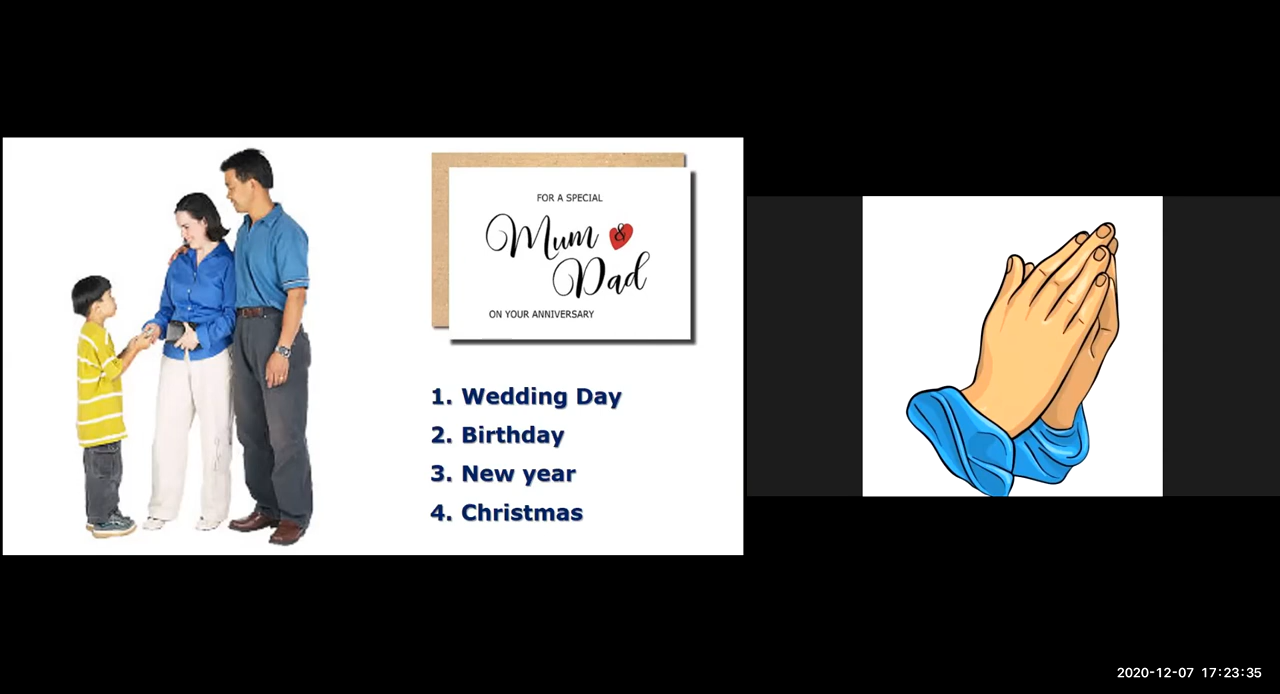 FOR A SPECIAL
Mum &
Dad
ON YOUR ANNIVERSARY
1. Wedding Day
2. Birthday
3. New year
4. Christmas
2020-12-07 17:23:35